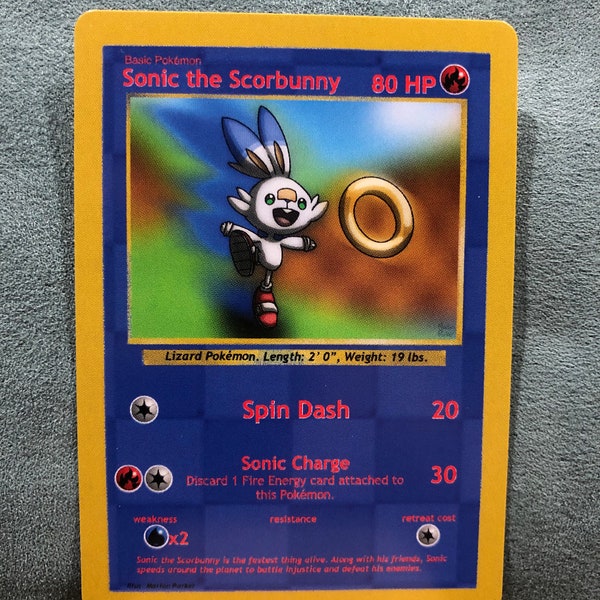 Basic Pokémon
Sonic the Scorbunny 80 HP
Lizard Pokémon. Length: 2' 0", Weight: 19 lbs.
Spin Dash 20
Sonic Charge 30
Discard 1 Fire Energy card attached to
this Pokémon.
weakness resistance retreat cost
x2
Sonic the Scorbunny is the fastest thing alive. Along with his friends, Sonic
speeds around the planet to battle injustice and defeat his enemies.